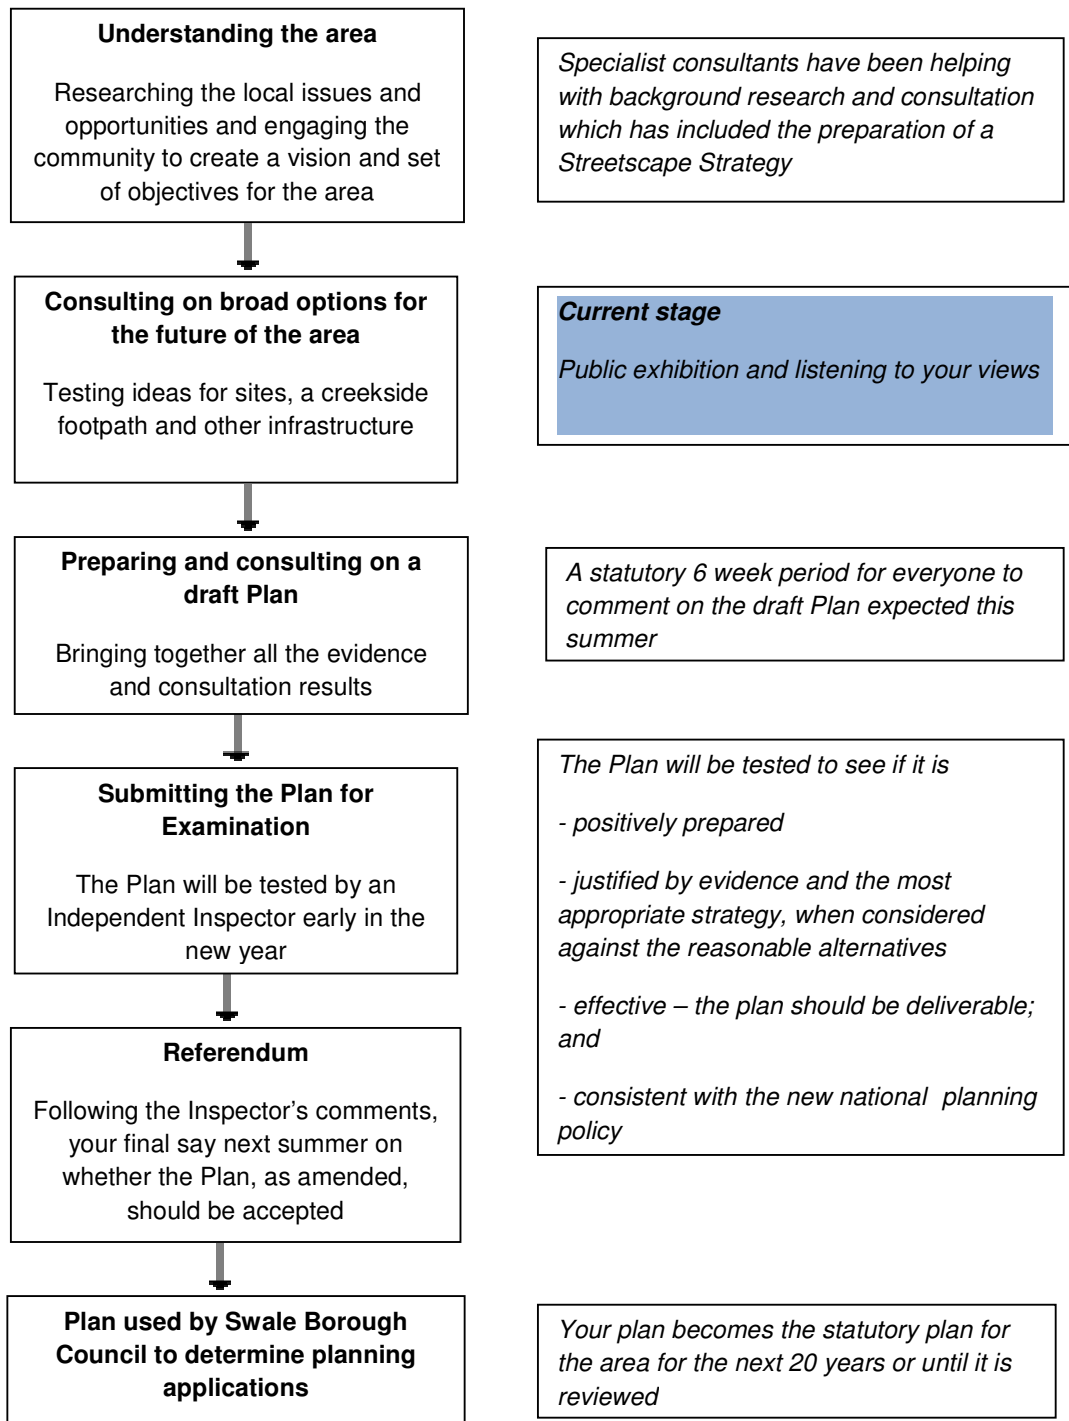 Understanding the area
Researching the local issues and
opportunities and engaging the
community to create a vision and set
of objectives for the area
Specialist consultants have been helping
with background research and consultation
which has included the preparation of a
Streetscape Strategy
Consulting on broad options for
the future of the area
Testing ideas for sites, a creekside
footpath and other infrastructure
Current stage
Public exhibition and listening to your views
Preparing and consulting on a
draft Plan
Bringing together all the evidence
and consultation results
A statutory 6 week period for everyone to
comment on the draft Plan expected this
summer
Submitting the Plan for
Examination
The Plan will be tested by an
Independent Inspector early in the
new year
The Plan will be tested to see if it is
- positively prepared
- justified by evidence and the most
appropriate strategy, when considered
against the reasonable alternatives
- effective – the plan should be deliverable;
and
- consistent with the new national planning
policy
Referendum
Following the Inspector's comments,
your final say next summer on
whether the Plan, as amended,
should be accepted
Plan used by Swale Borough
Council to determine planning
applications
Your plan becomes the statutory plan for
the area for the next 20 years or until it is
reviewed